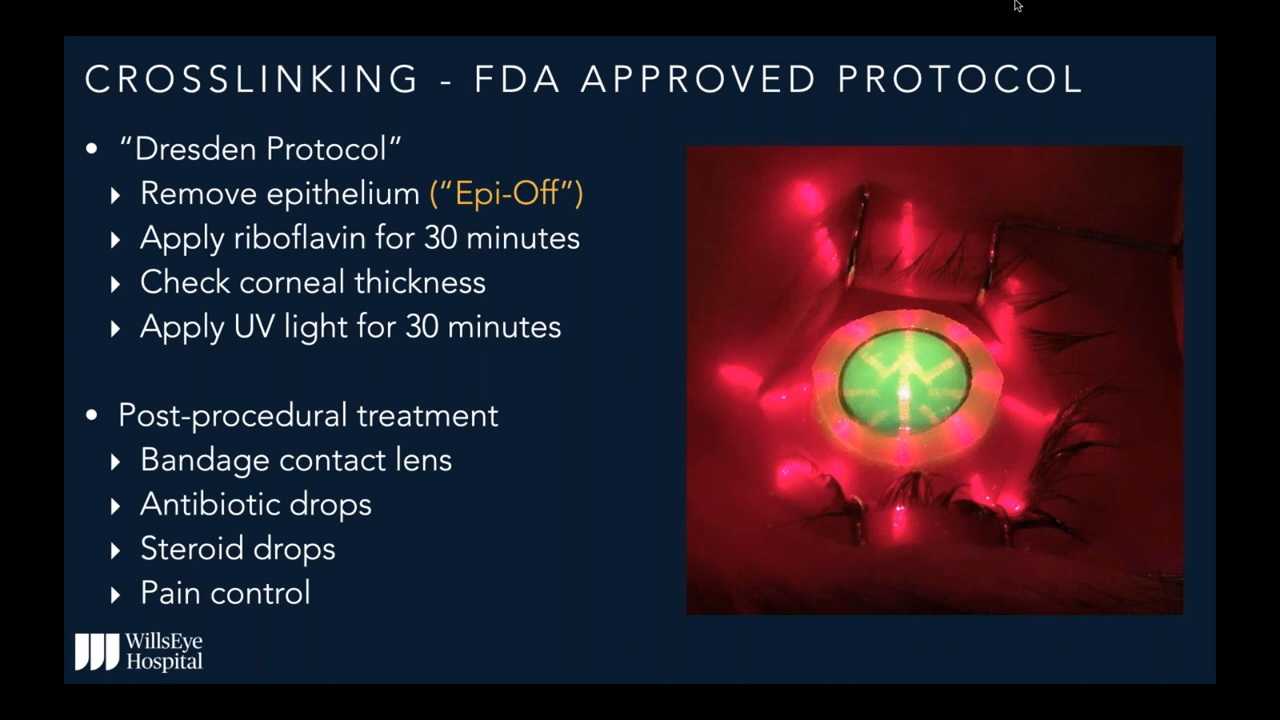 CROSSLINKING - FDA APPROVED PROTOCOL
“Dresden Protocol”
Remove epithelium (“Epi-Off”)
Apply riboflavin for 30 minutes
Check corneal thickness
Apply UV light for 30 minutes
Post-procedural treatment
Bandage contact lens
Antibiotic drops
Steroid drops
Pain control
WillsEye
Hospital